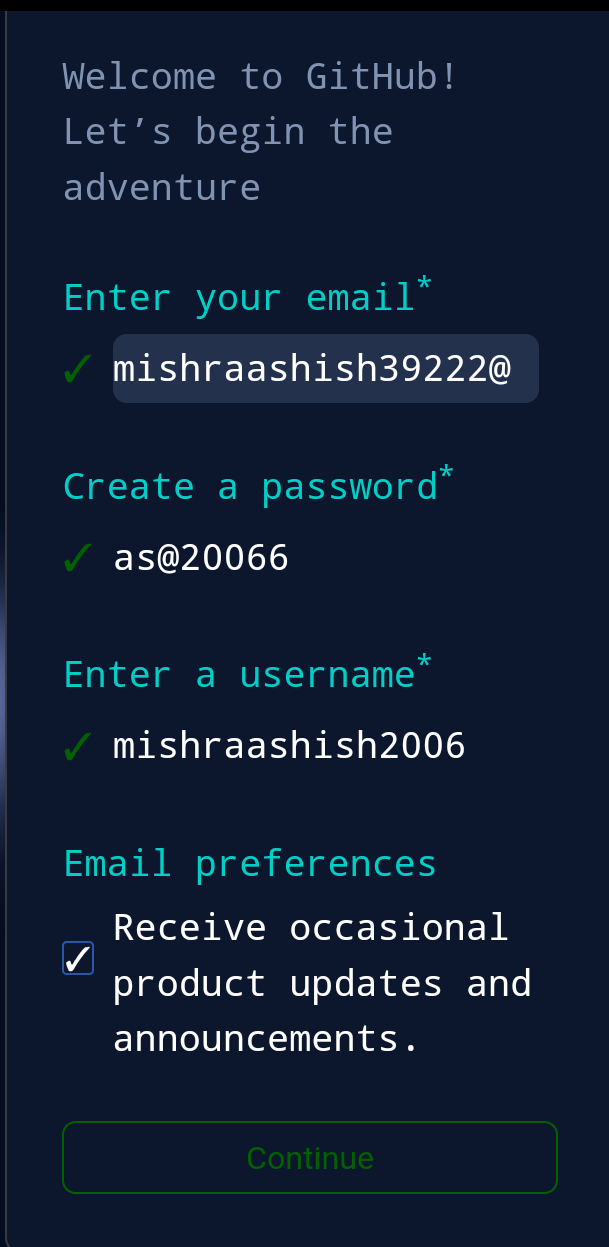 Welcome to GitHub!
Let’s begin the
adventure
Enter your email*
✓ mishraashish39222@
Create a password*
✓ as@20066
Enter a username*
✓ mishraashish2006
Email preferences
✓ Receive occasional
product updates and
announcements.
Continue